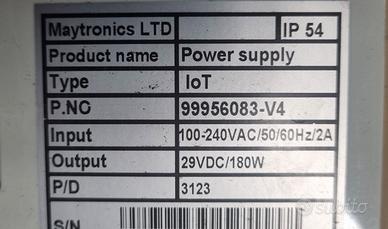 Maytronics LTD IP 54
Product name Power supply
Type IoT
P.NO 99956083-V4
Input 100-240VAC/50/60Hz/2A
Output 29VDC/180W
P/D 3123
S/N
subito